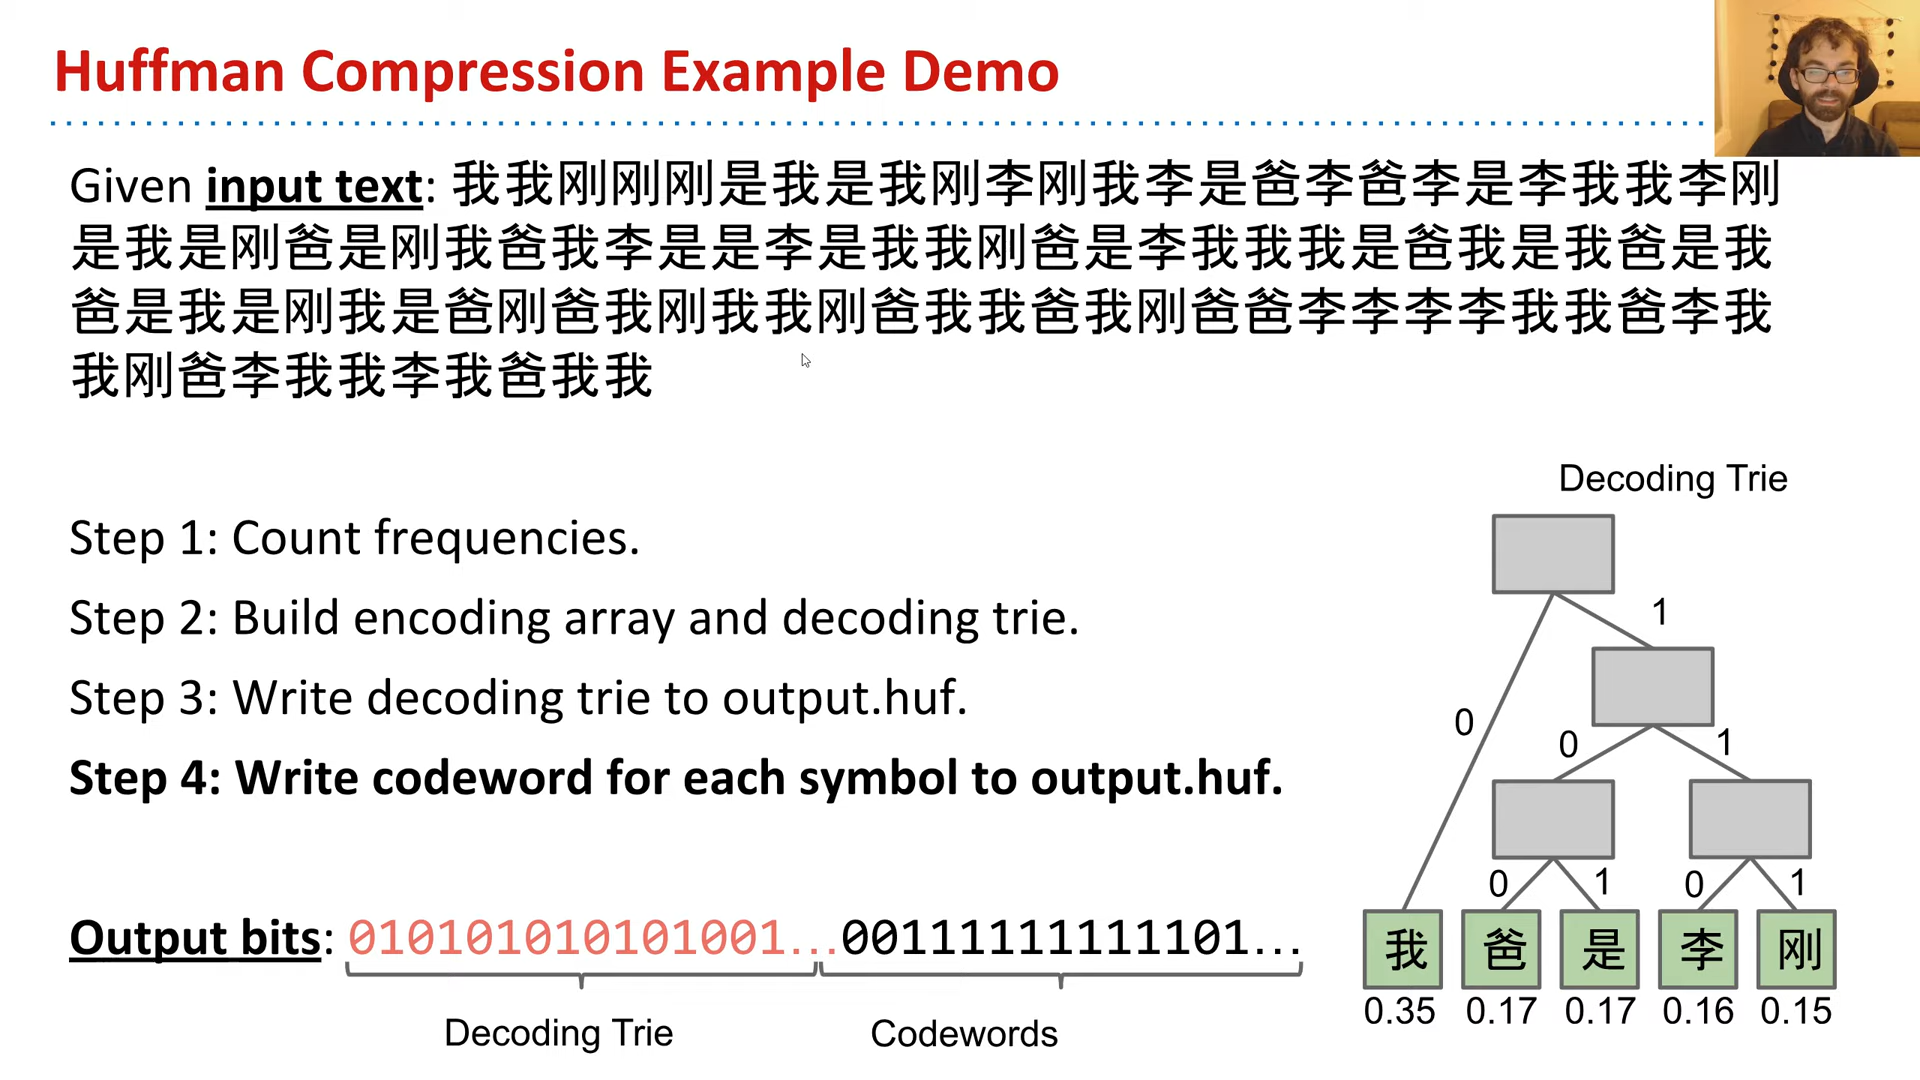 Huffman Compression Example Demo
Given input text: 我我刚刚刚是我是我刚李刚我李是爸李爸李是李我我李刚
是我是刚爸是刚我爸我李是是李是我我刚爸是李我我我是爸我是我爸是我
爸是我是刚我是爸刚爸我刚我我刚爸我我爸我刚爸爸李李李李我我爸李我
我刚爸李我我李我爸我我
Decoding Trie
Step 1: Count frequencies.
Step 2: Build encoding array and decoding trie.
Step 3: Write decoding trie to output.huf.
Step 4: Write codeword for each symbol to output.huf.
1
0
0 1
0 1 0 1
Output bits: 010101010101001...00111111111101...
我 爸 是 李 刚
0.35 0.17 0.17 0.16 0.15
Decoding Trie Codewords